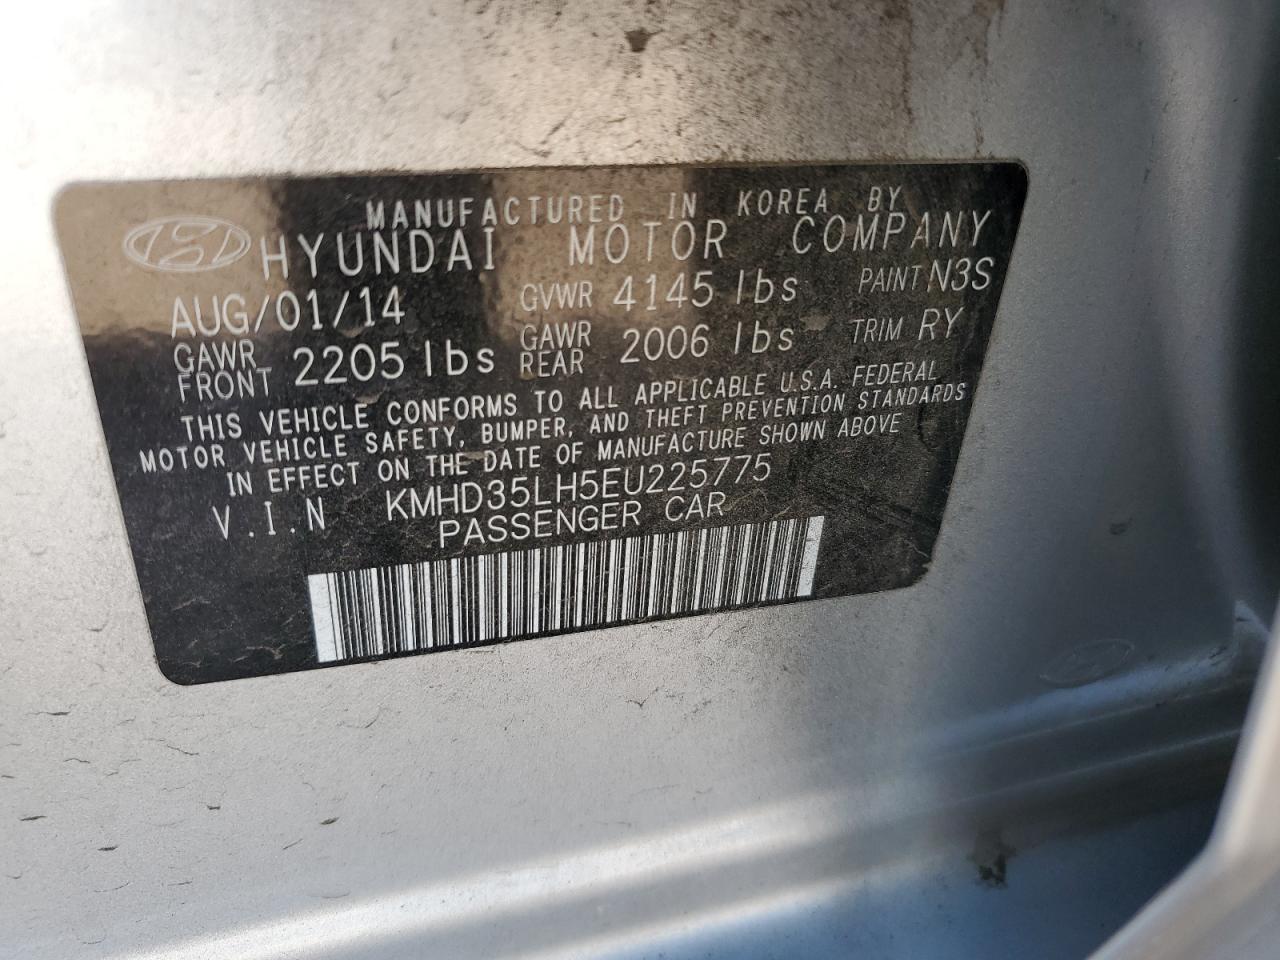 MANUFACTURED IN KOREA BY
HYUNDAI MOTOR COMPANY
AUG/01/14 GVWR 4145 lbs PAINT N3S
GAWR FRONT 2205 lbs GAWR REAR 2006 lbs TRIM RY
THIS VEHICLE CONFORMS TO ALL APPLICABLE U.S.A. FEDERAL
MOTOR VEHICLE SAFETY, BUMPER, AND THEFT PREVENTION STANDARDS
IN EFFECT ON THE DATE OF MANUFACTURE SHOWN ABOVE
V.I.N KMHD35LH5EU225775
PASSENGER CAR